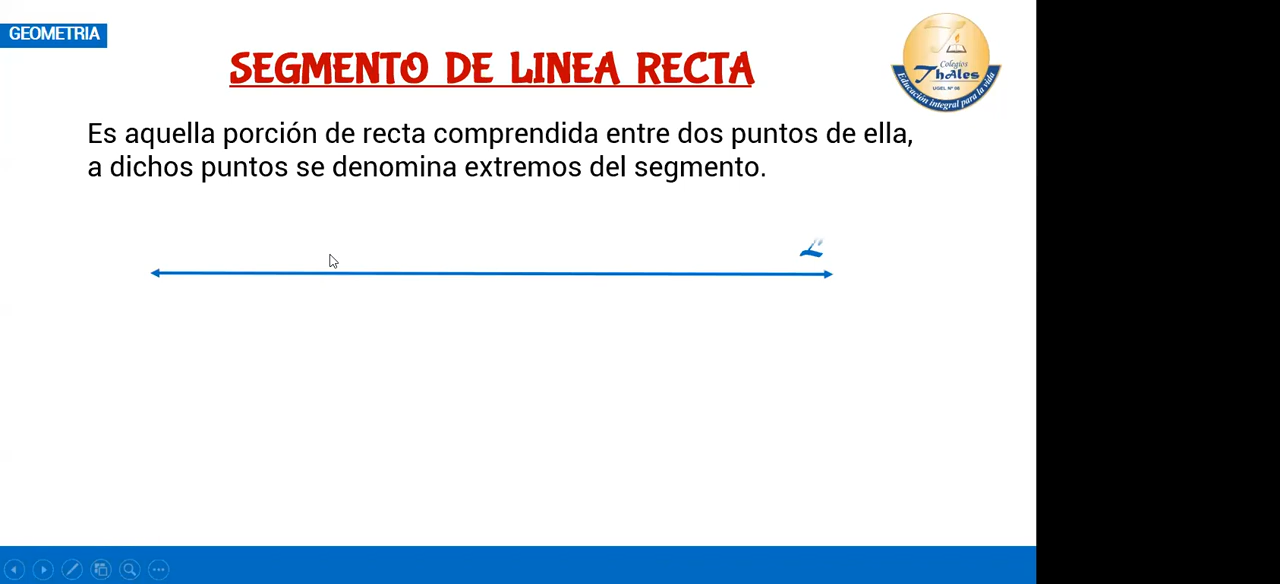 GEOMETRIA
SEGMENTO DE LINEA RECTA
Colegios
Thales
UGEL Nº 06
Educación integral para la vida
Es aquella porción de recta comprendida entre dos puntos de ella,
a dichos puntos se denomina extremos del segmento.